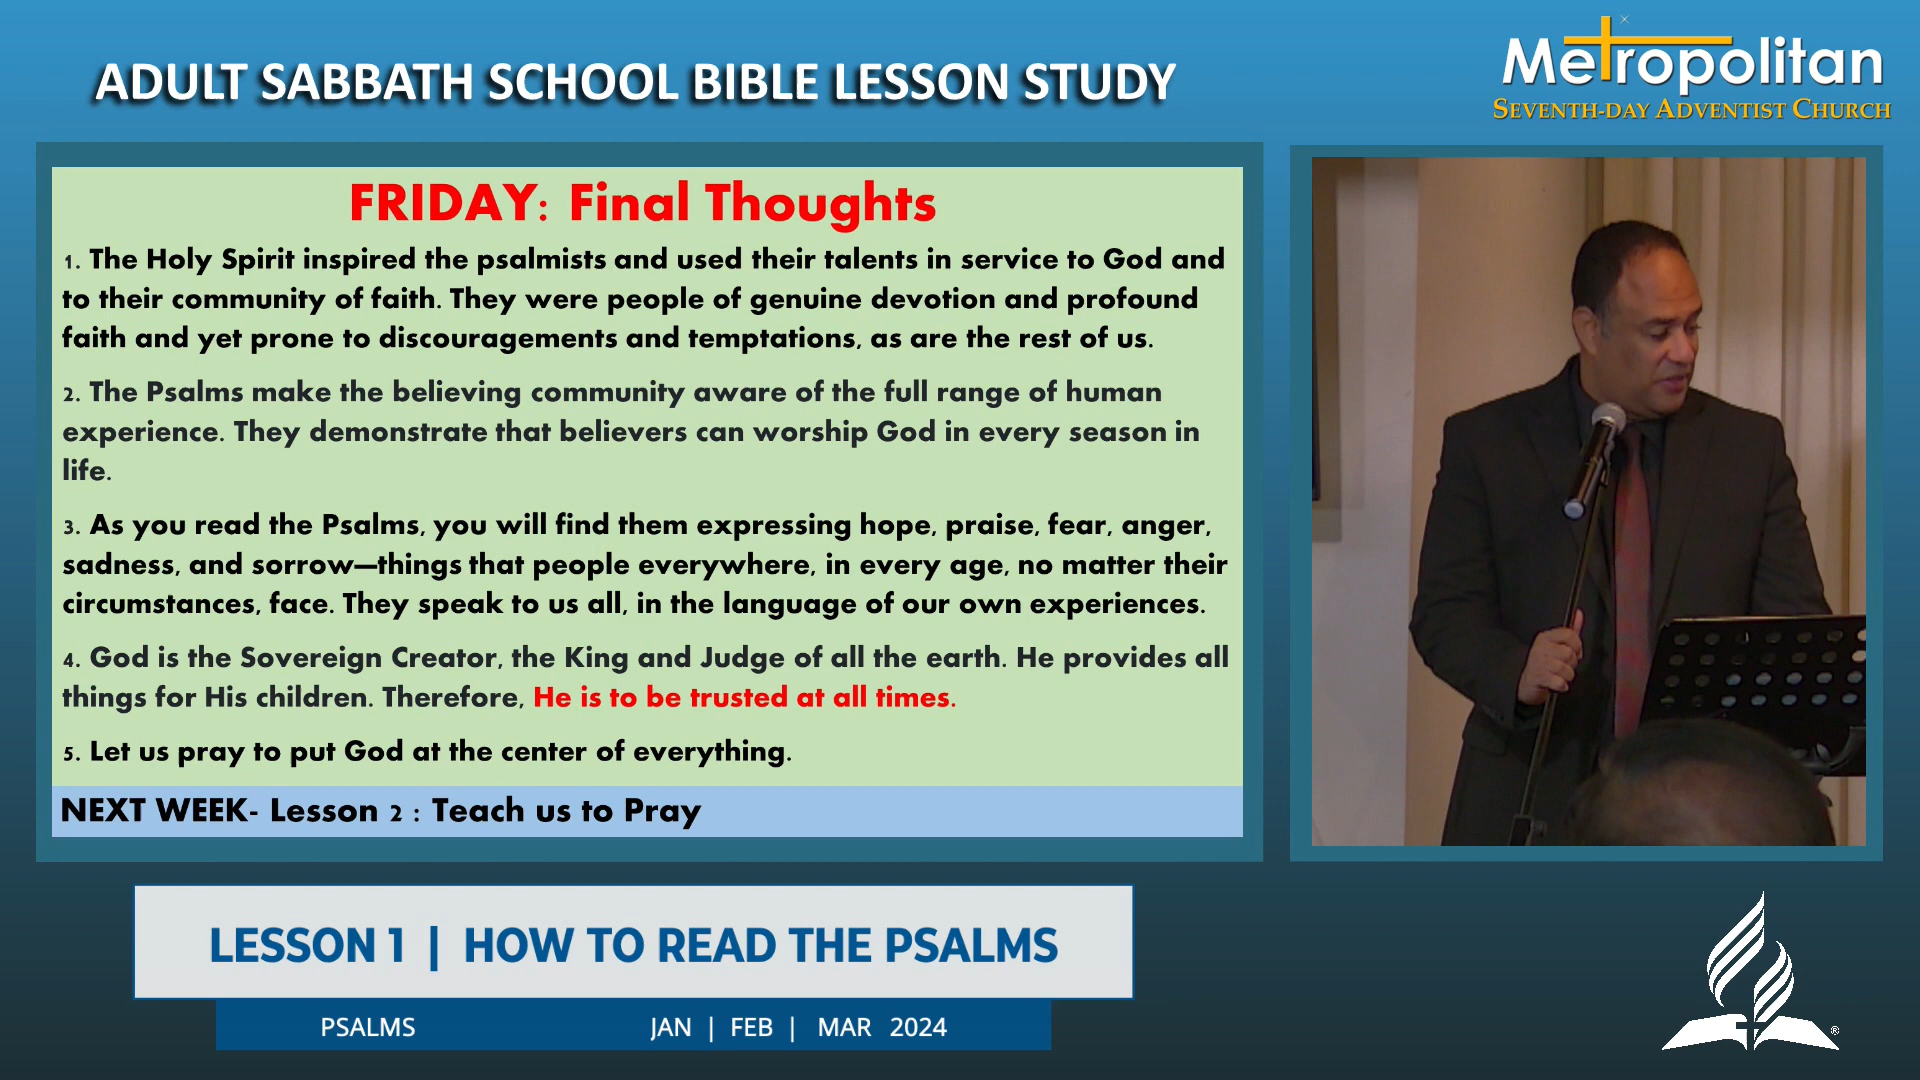 ADULT SABBATH SCHOOL BIBLE LESSON STUDY
Metropolitan
SEVENTH-DAY ADVENTIST CHURCH
FRIDAY: Final Thoughts
1. The Holy Spirit inspired the psalmists and used their talents in service to God and
to their community of faith. They were people of genuine devotion and profound
faith and yet prone to discouragements and temptations, as are the rest of us.
2. The Psalms make the believing community aware of the full range of human
experience. They demonstrate that believers can worship God in every season in
life.
3. As you read the Psalms, you will find them expressing hope, praise, fear, anger,
sadness, and sorrow—things that people everywhere, in every age, no matter their
circumstances, face. They speak to us all, in the language of our own experiences.
4. God is the Sovereign Creator, the King and Judge of all the earth. He provides all
things for His children. Therefore, He is to be trusted at all times.
5. Let us pray to put God at the center of everything.
NEXT WEEK- Lesson 2 : Teach us to Pray
LESSON 1 | HOW TO READ THE PSALMS
PSALMS JAN | FEB | MAR 2024
®